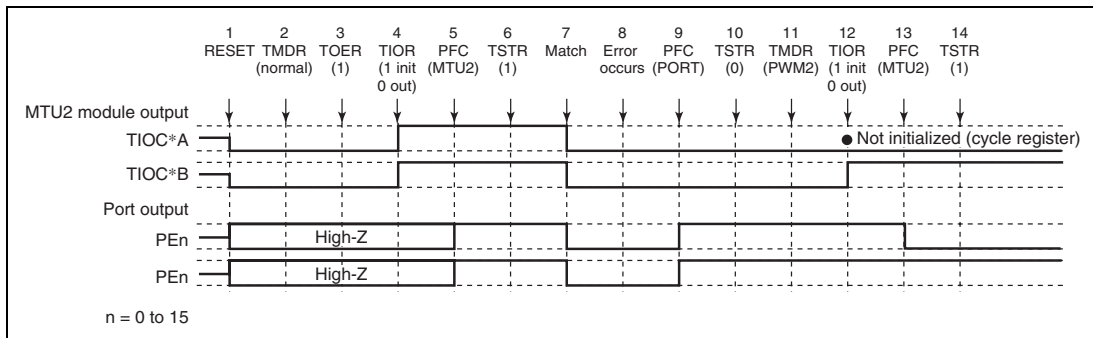 1 2 3 4 5 6 7 8 9 10 11 12 13 14
RESET TMDR TOER TIOR PFC TSTR Match Error PFC TSTR TMDR TIOR PFC TSTR
(normal) (1) (1 init (MTU2) (1) occurs (PORT) (0) (PWM2) (1 init (MTU2) (1)
0 out) 0 out)
MTU2 module output
TIOC*A
● Not initialized (cycle register)
TIOC*B
Port output
PEn
High-Z
PEn
High-Z
n = 0 to 15